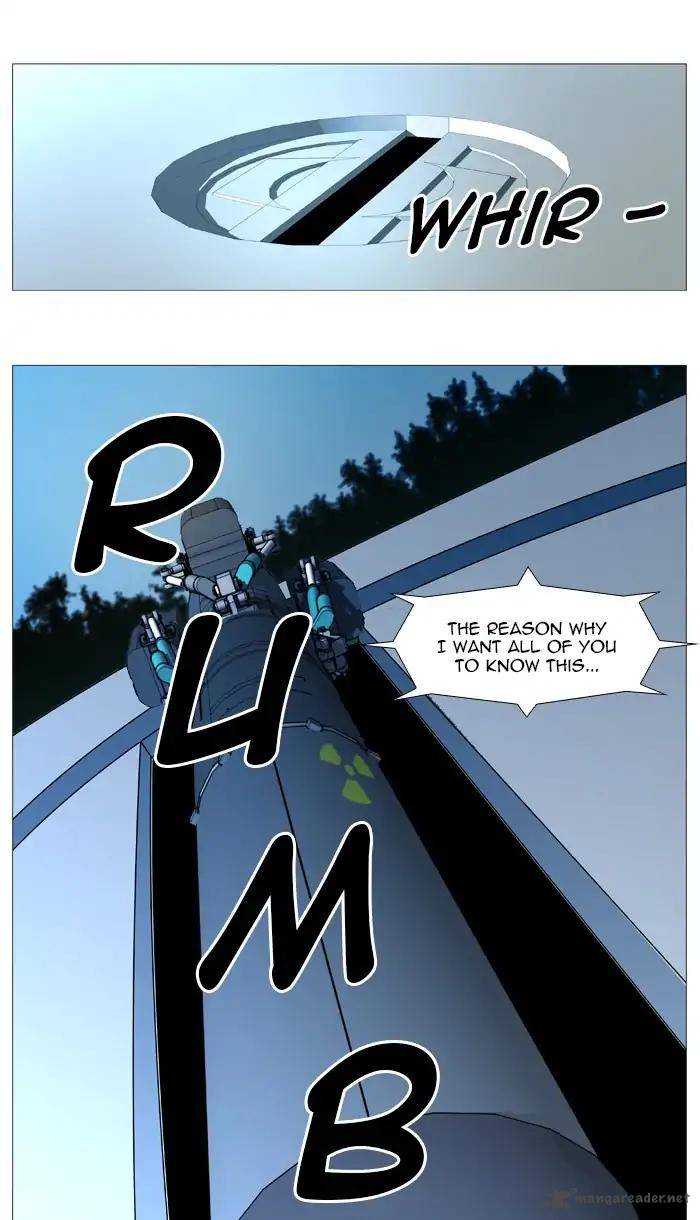 WHIR -
RUMB
THE REASON WHY
I WANT ALL OF YOU
TO KNOW THIS...
mangareader.net